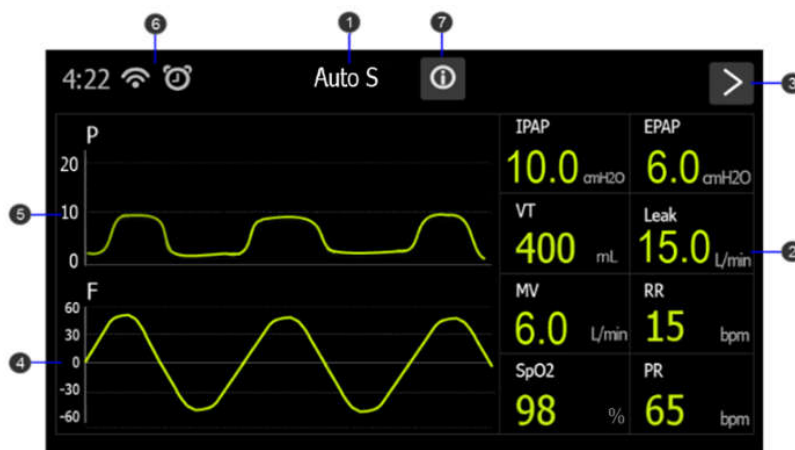 6 1 7
4:22 Auto S 3
P
20
5 10
0
F
60
30
4 0
-30
-60
IPAP EPAP
10.0 cmH2O 6.0 cmH2O
VT Leak
400 mL 15.0 L/min 2
MV RR
6.0 L/min 15 bpm
SpO2 PR
98 % 65 bpm